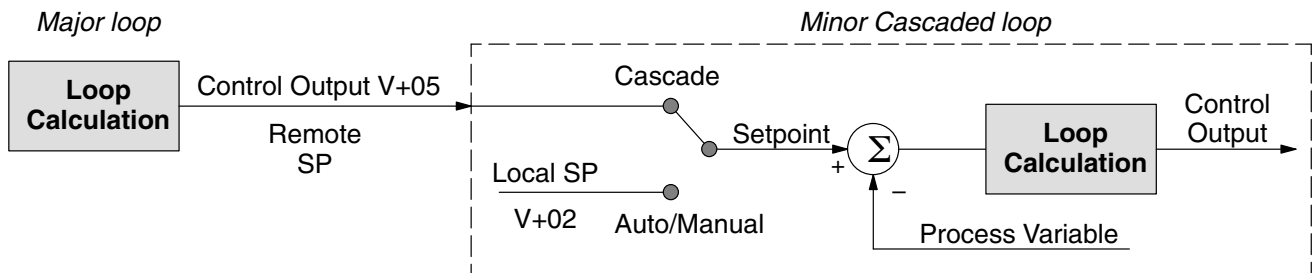 Major loop
Minor Cascaded loop
Loop
Calculation
Control Output V+05
Remote
SP
Cascade
Setpoint
+
Σ
−
Loop
Calculation
Control
Output
Local SP
V+02
Auto/Manual
Process Variable